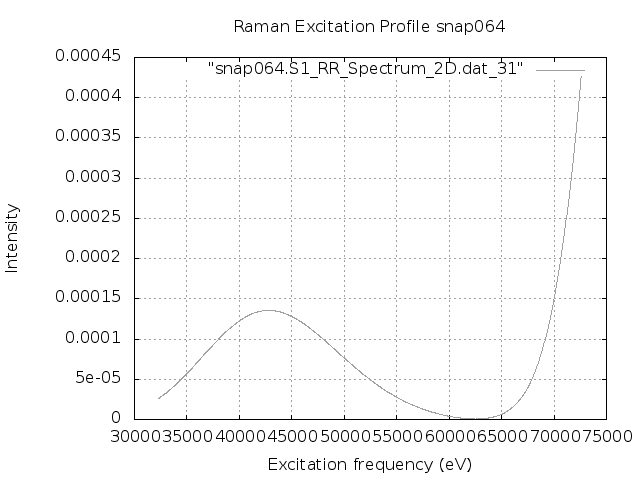 Raman Excitation Profile snap064
0.00045
"snap064.S1_RR_Spectrum_2D.dat_31"
0.0004
0.00035
0.0003
0.00025
Intensity
0.0002
0.00015
0.0001
5e-05
0
30000 35000 40000 45000 50000 55000 60000 65000 70000 75000
Excitation frequency (eV)